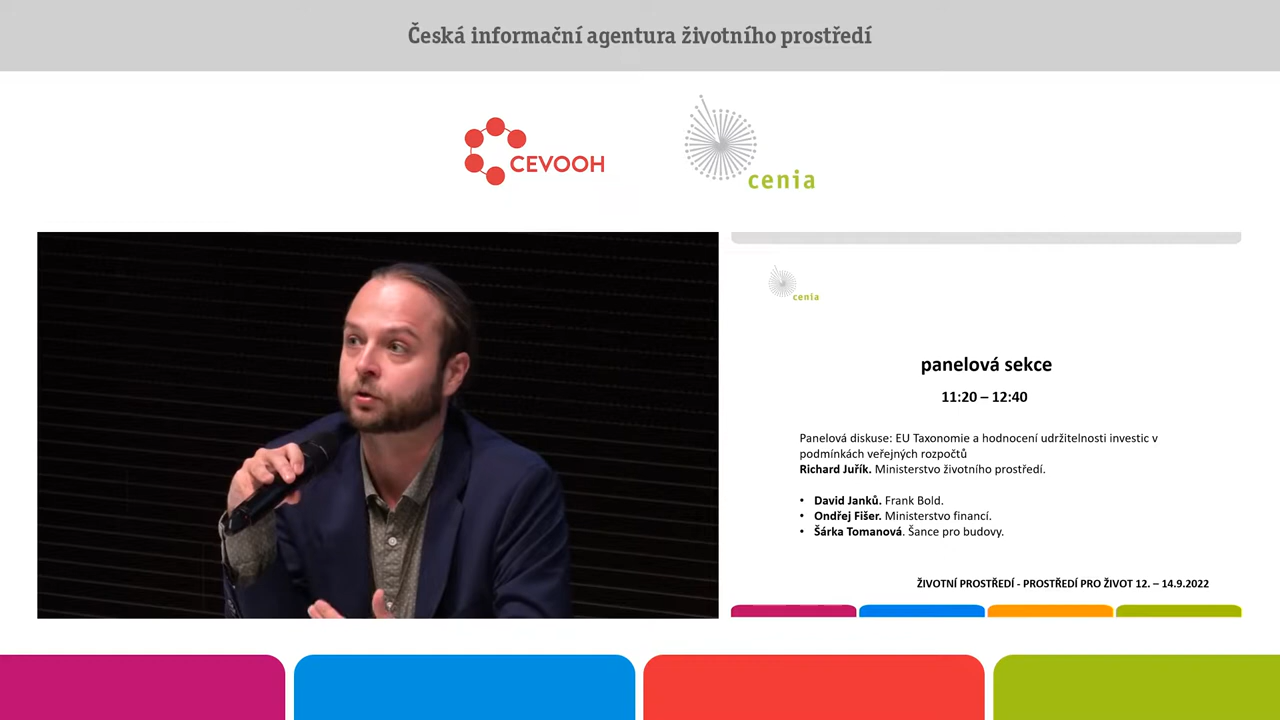 Česká informační agentura životního prostředí
CEVOOH
cenia
cenia
panelová sekce
11:20 – 12:40
Panelová diskuse: EU Taxonomie a hodnocení udržitelnosti investic v
podmínkách veřejných rozpočtů
Richard Juřík. Ministerstvo životního prostředí.
• David Janků. Frank Bold.
• Ondřej Fišer. Ministerstvo financí.
• Šárka Tomanová. Šance pro budovy.
ŽIVOTNÍ PROSTŘEDÍ - PROSTŘEDÍ PRO ŽIVOT 12. – 14.9.2022